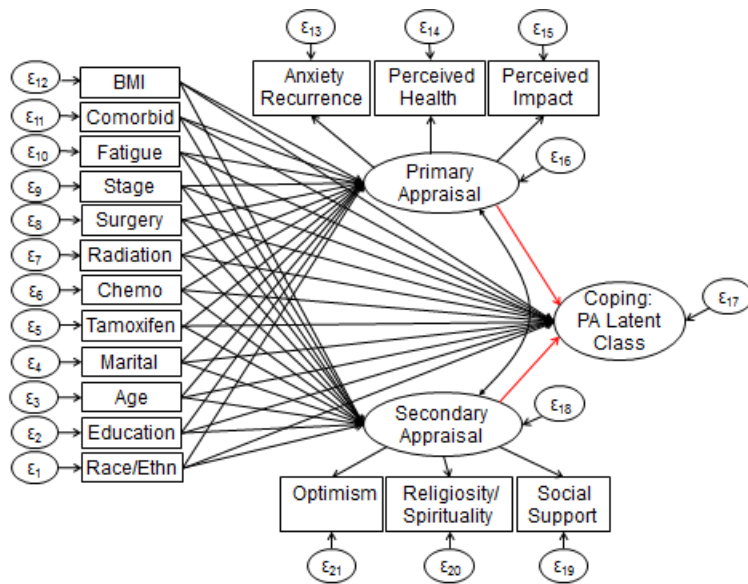 ε13
ε14
ε15
ε12
BMI
Anxiety
Recurrence
Perceived
Health
Perceived
Impact
ε11
Comorbid
ε10
Fatigue
ε16
ε9
Stage
Primary
Appraisal
ε8
Surgery
ε7
Radiation
ε6
Chemo
ε17
Coping:
PA Latent
Class
ε5
Tamoxifen
ε4
Marital
ε3
Age
ε18
ε2
Education
Secondary
Appraisal
ε1
Race/Ethn
Optimism
Religiosity/
Spirituality
Social
Support
ε21
ε20
ε19